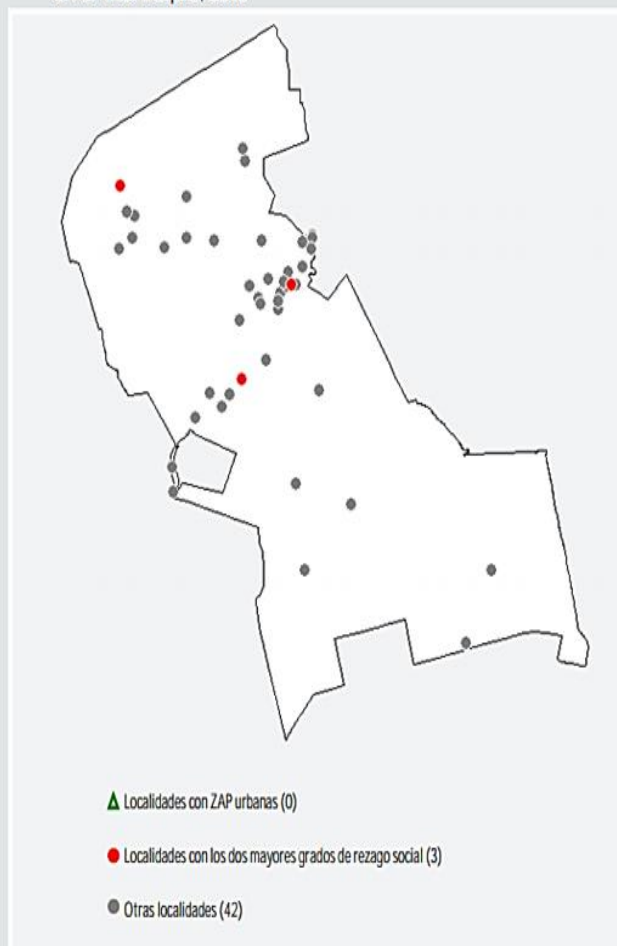 Localidades con ZAP urbanas (0)
Localidades con los dos mayores grados de rezago social (3)
Otras localidades (42)